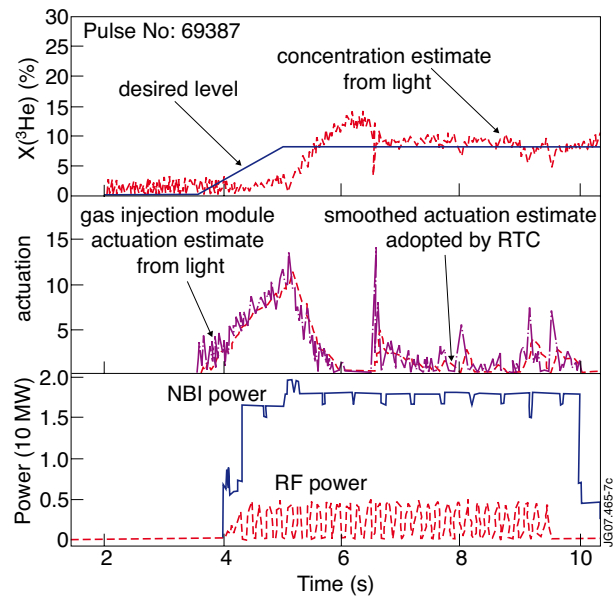 Pulse No: 69387
concentration estimate
from light
desired level
X(³He) (%)
30
25
20
15
10
5
0
gas injection module
actuation estimate
from light
smoothed actuation estimate
adopted by RTC
actuation
15
10
5
NBI power
RF power
Power (10 MW)
2.0
1.5
1.0
0.5
0
2
4
6
8
10
Time (s)
JG07.465-7c